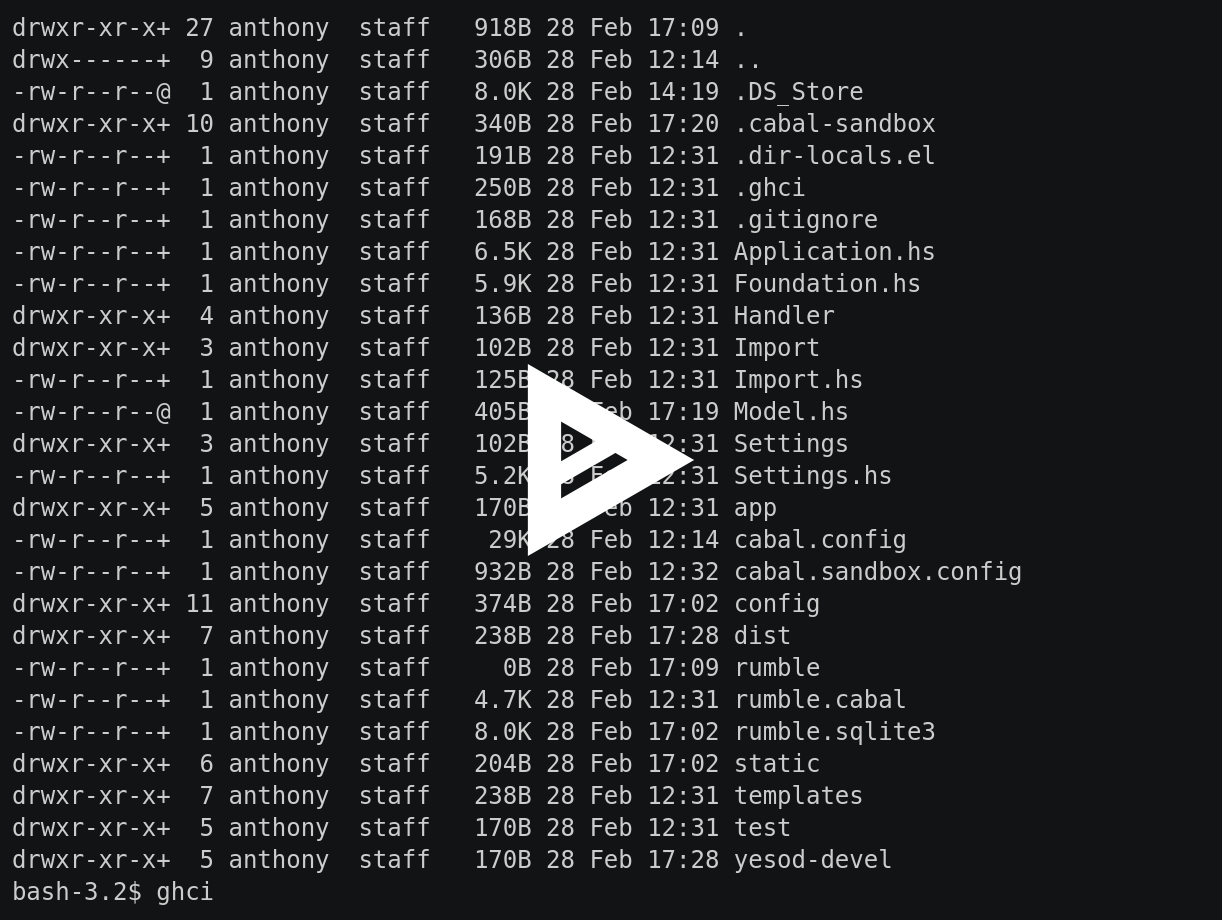 drwxr-xr-x+ 27 anthony  staff   918B 28 Feb 17:09 .
drwx------+  9 anthony  staff   306B 28 Feb 12:14 ..
-rw-r--r--@  1 anthony  staff   8.0K 28 Feb 14:19 .DS_Store
drwxr-xr-x+ 10 anthony  staff   340B 28 Feb 17:20 .cabal-sandbox
-rw-r--r--+  1 anthony  staff   191B 28 Feb 12:31 .dir-locals.el
-rw-r--r--+  1 anthony  staff   250B 28 Feb 12:31 .ghci
-rw-r--r--+  1 anthony  staff   168B 28 Feb 12:31 .gitignore
-rw-r--r--+  1 anthony  staff   6.5K 28 Feb 12:31 Application.hs
-rw-r--r--+  1 anthony  staff   5.9K 28 Feb 12:31 Foundation.hs
drwxr-xr-x+  4 anthony  staff   136B 28 Feb 12:31 Handler
drwxr-xr-x+  3 anthony  staff   102B 28 Feb 12:31 Import
-rw-r--r--+  1 anthony  staff   125B 28 Feb 12:31 Import.hs
-rw-r--r--@  1 anthony  staff   405B Feb 17:19 Model.hs
drwxr-xr-x+  3 anthony  staff   102B 12:31 Settings
-rw-r--r--+  1 anthony  staff   5.2K 12:31 Settings.hs
drwxr-xr-x+  5 anthony  staff   170B Feb 12:31 app
-rw-r--r--+  1 anthony  staff    29K 28 Feb 12:14 cabal.config
-rw-r--r--+  1 anthony  staff   932B 28 Feb 12:32 cabal.sandbox.config
drwxr-xr-x+ 11 anthony  staff   374B 28 Feb 17:02 config
drwxr-xr-x+  7 anthony  staff   238B 28 Feb 17:28 dist
-rw-r--r--+  1 anthony  staff     0B 28 Feb 17:09 rumble
-rw-r--r--+  1 anthony  staff   4.7K 28 Feb 12:31 rumble.cabal
-rw-r--r--+  1 anthony  staff   8.0K 28 Feb 17:02 rumble.sqlite3
drwxr-xr-x+  6 anthony  staff   204B 28 Feb 17:02 static
drwxr-xr-x+  7 anthony  staff   238B 28 Feb 12:31 templates
drwxr-xr-x+  5 anthony  staff   170B 28 Feb 12:31 test
drwxr-xr-x+  5 anthony  staff   170B 28 Feb 17:28 yesod-devel
bash-3.2$ ghci